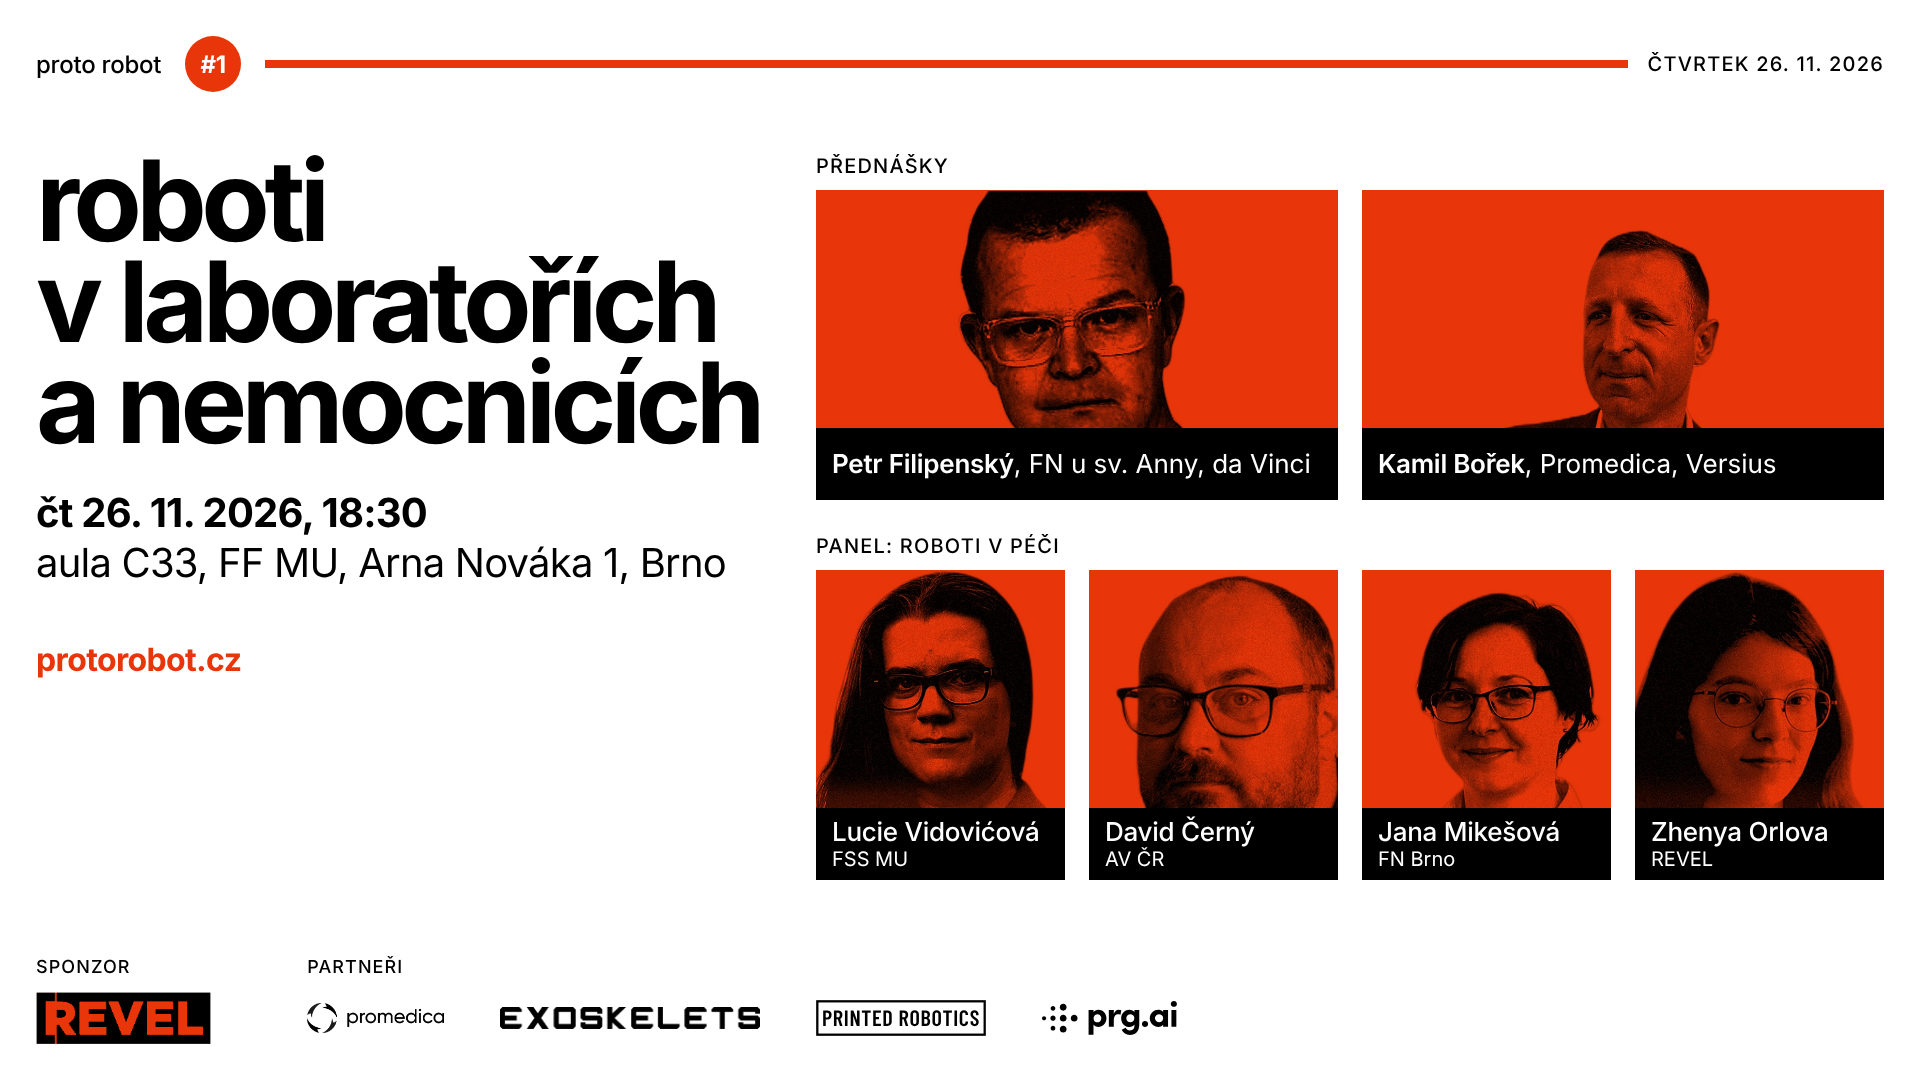 proto robot
#1
ČTVRTEK 26. 11. 2026
roboti
v laboratořích
a nemocnicích
čt 26. 11. 2026, 18:30
aula C33, FF MU, Arna Nováka 1, Brno
protorobot.cz
PŘEDNÁŠKY
Petr Filipenský, FN u sv. Anny, da Vinci
Kamil Bořek, Promedica, Versius
PANEL: ROBOTI V PÉČI
Lucie Vidovićová
FSS MU
David Černý
AV ČR
Jana Mikešová
FN Brno
Zhenya Orlova
REVEL
SPONZOR
REVEL
PARTNEŘI
promedica
EXOSKELETS
PRINTED ROBOTICS
prg.ai